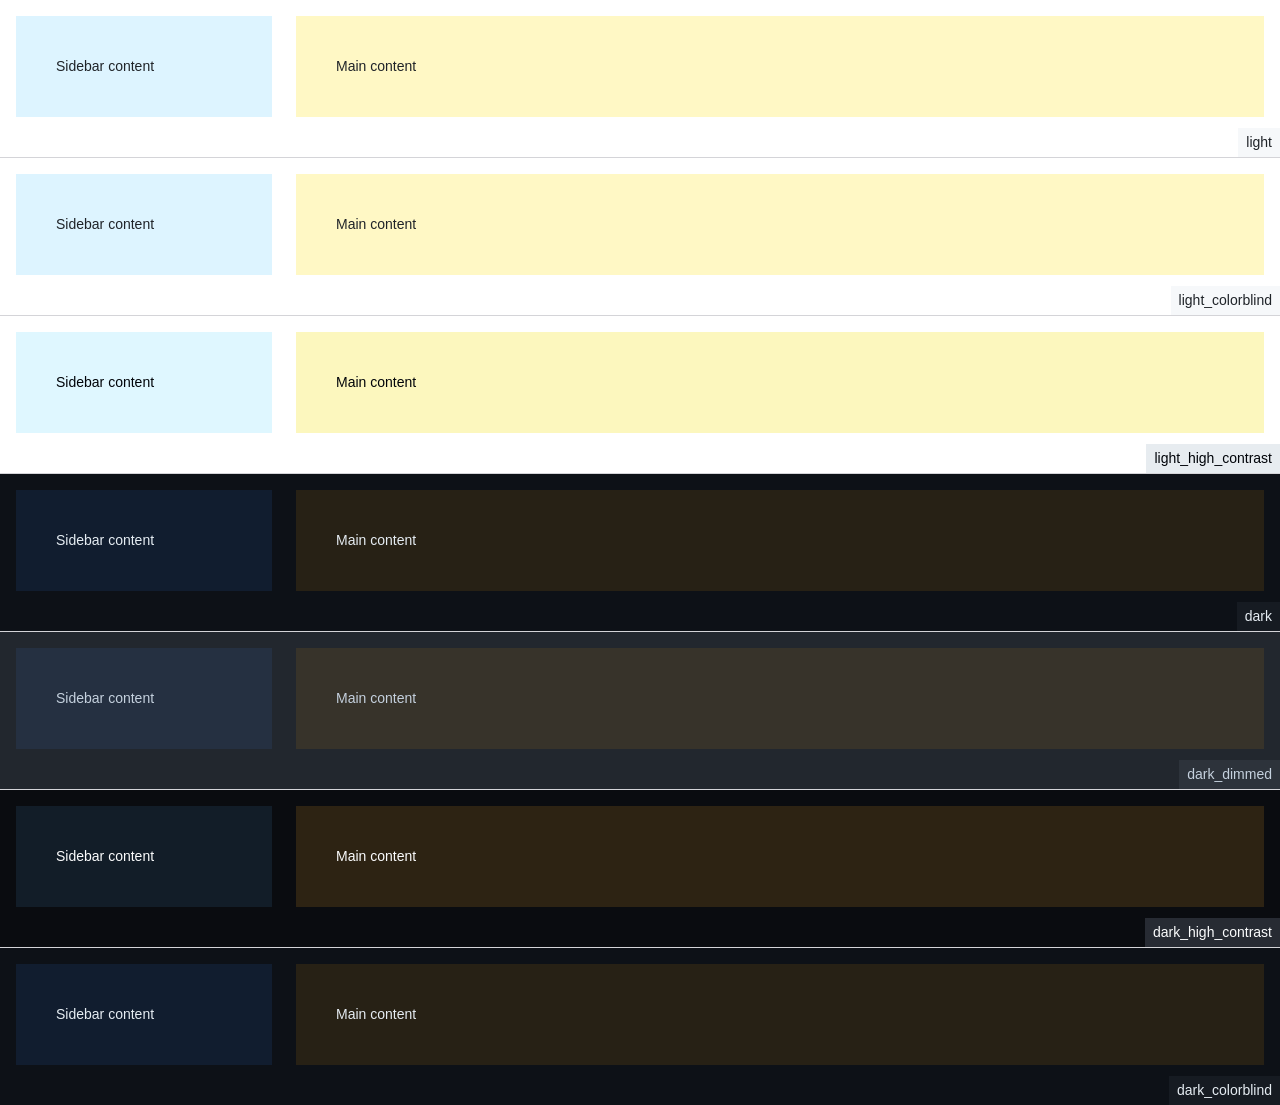 Sidebar content
Main content
light
Sidebar content
Main content
light_colorblind
Sidebar content
Main content
light_high_contrast
Sidebar content
Main content
dark
Sidebar content
Main content
dark_dimmed
Sidebar content
Main content
dark_high_contrast
Sidebar content
Main content
dark_colorblind